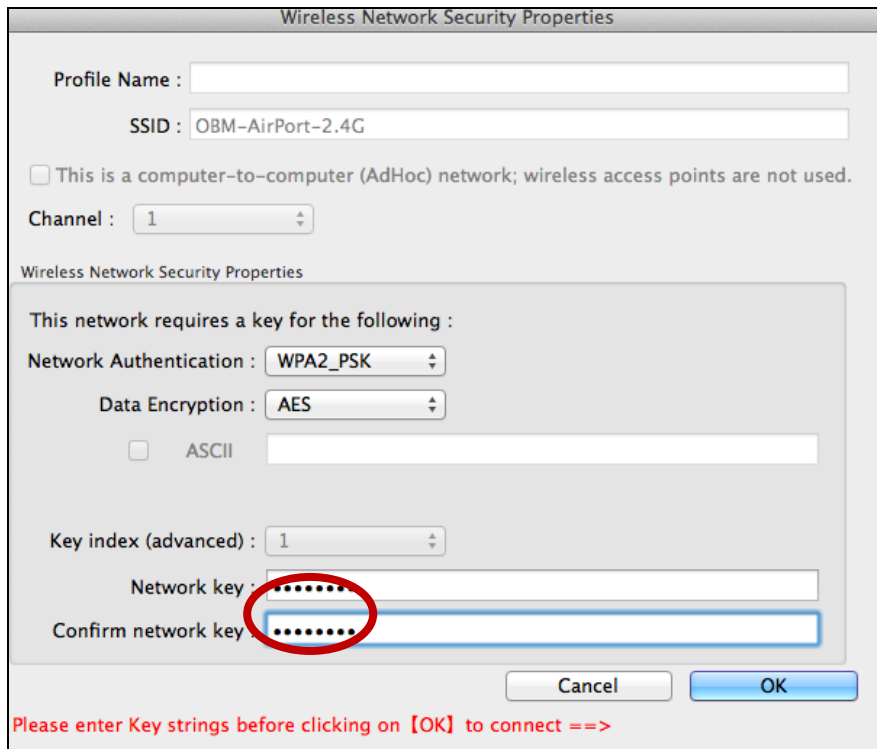 Wireless Network Security Properties
Profile Name :
SSID : OBM-AirPort-2.4G
This is a computer-to-computer (AdHoc) network; wireless access points are not used.
Channel : 1
Wireless Network Security Properties
This network requires a key for the following :
Network Authentication : WPA2_PSK
Data Encryption : AES
ASCII
Key index (advanced) : 1
Network key : ••••••••
Confirm network key : ••••••••
Cancel OK
Please enter Key strings before clicking on【OK】to connect ==>